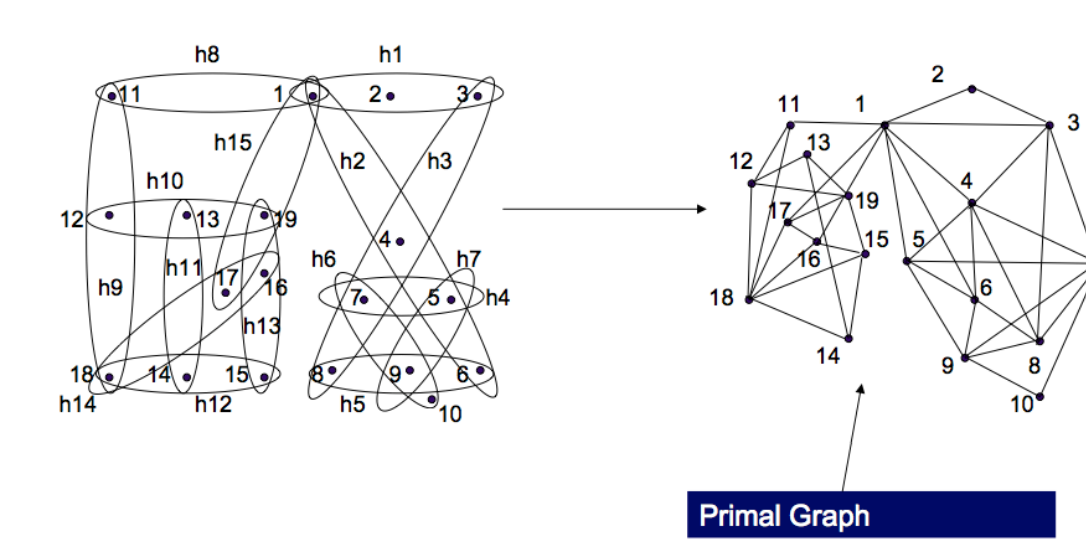 h8 h1
11 1 2 3
h15 h2 h3
h10
12 13 19
4
h6 h7
h9 h11 17 16 7 5 h4
h13
18 14 15 8 9 6
h14 h12 h5 10
2
11 1 3
13
12
4
17 19
5 15
16
18 6
14 9 8
10
Primal Graph